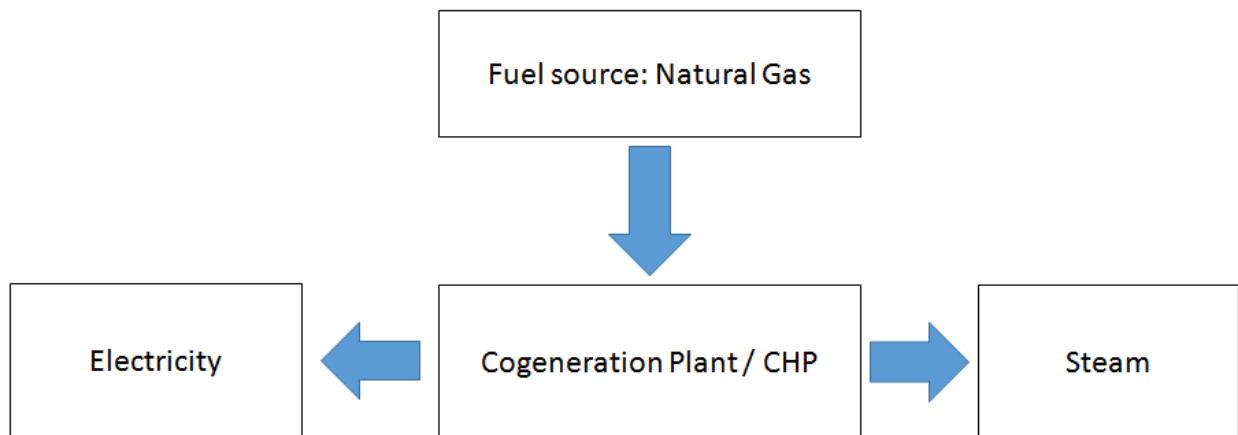 Fuel source: Natural Gas
Electricity
Cogeneration Plant / CHP
Steam